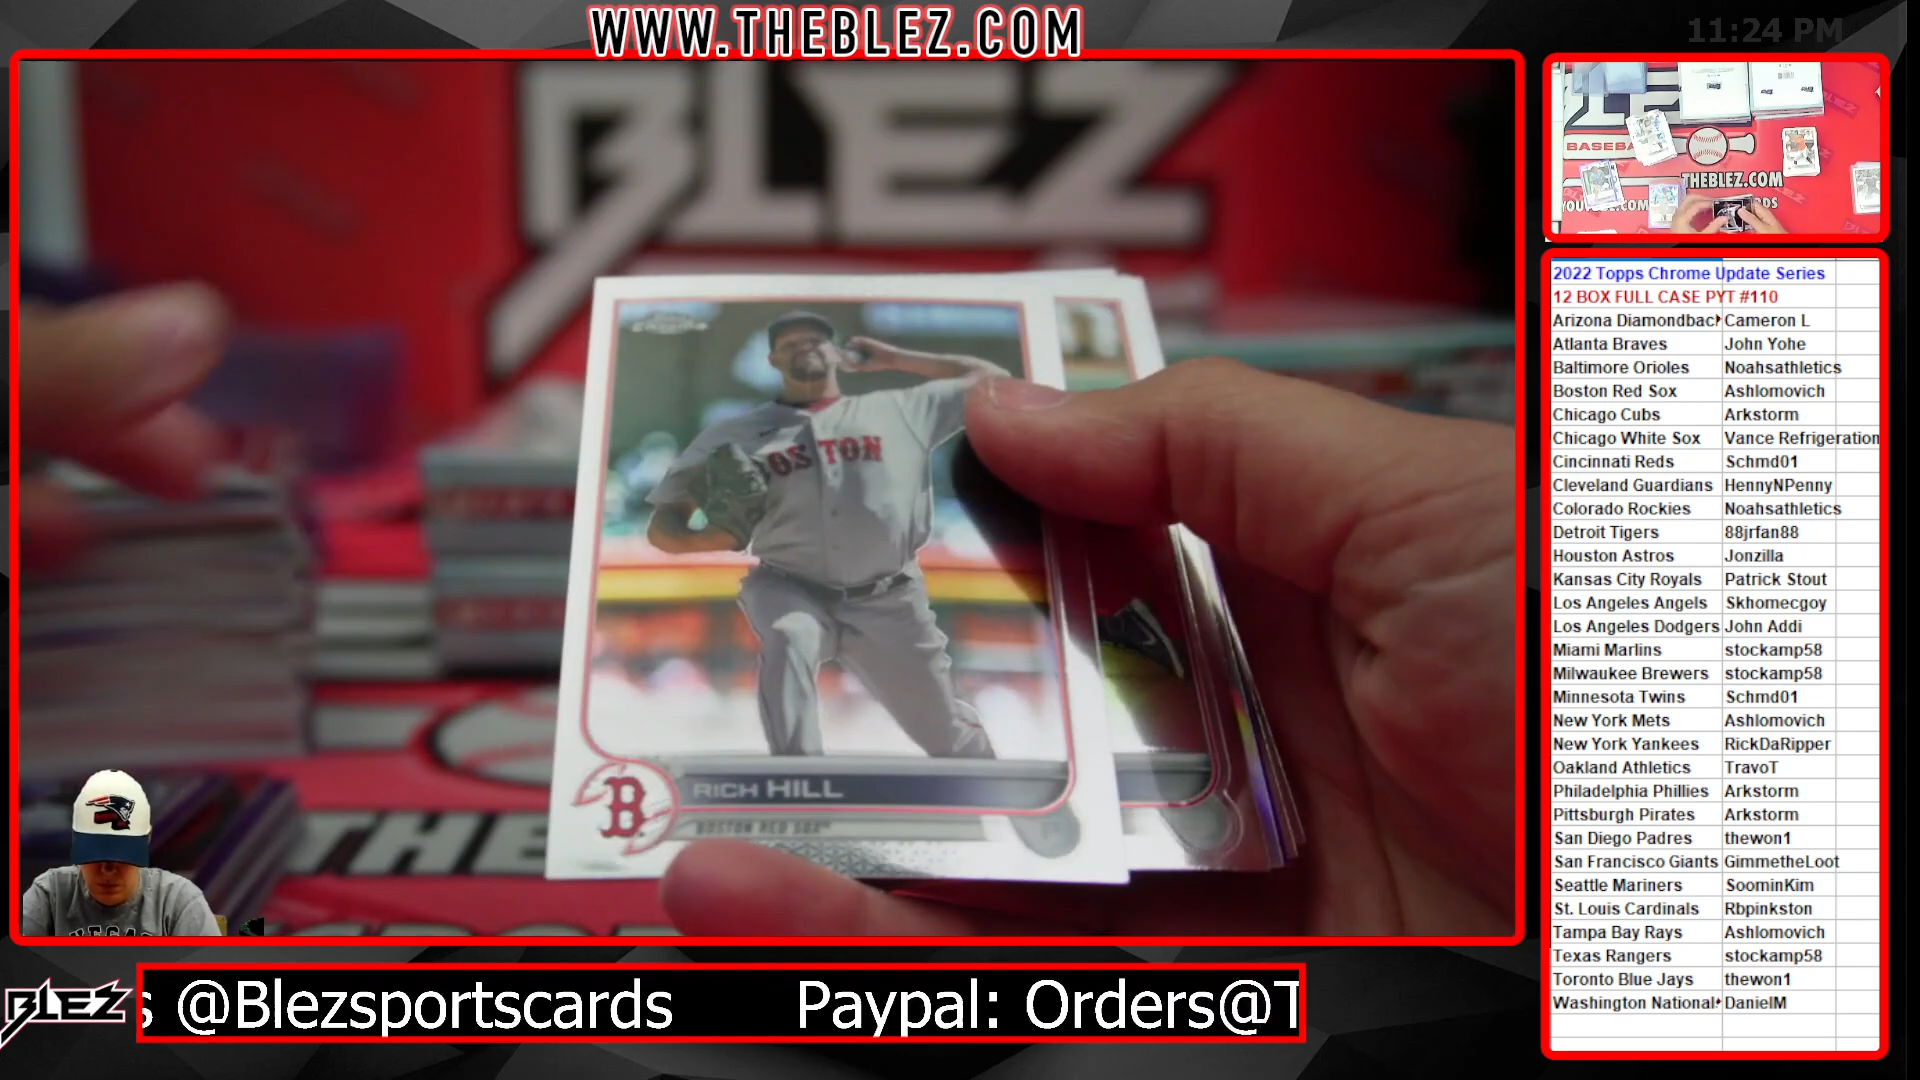 WWW.THEBLEZ.COM
11:24 PM
BLEZ
Chrome
BOSTON
B
RICH HILL
BOSTON RED SOX
THE
BASEBA
THEBLEZ.COM
2022 Topps Chrome Update Series
12 BOX FULL CASE PYT #110
Arizona Diamondbac Cameron L
Atlanta Braves John Yohe
Baltimore Orioles Noahsathletics
Boston Red Sox Ashlomovich
Chicago Cubs Arkstorm
Chicago White Sox Vance Refrigeration
Cincinnati Reds Schmd01
Cleveland Guardians HennyNPenny
Colorado Rockies Noahsathletics
Detroit Tigers 88jrfan88
Houston Astros Jonzilla
Kansas City Royals Patrick Stout
Los Angeles Angels Skhomecgoy
Los Angeles Dodgers John Addi
Miami Marlins stockamp58
Milwaukee Brewers stockamp58
Minnesota Twins Schmd01
New York Mets Ashlomovich
New York Yankees RickDaRipper
Oakland Athletics TravoT
Philadelphia Phillies Arkstorm
Pittsburgh Pirates Arkstorm
San Diego Padres thewon1
San Francisco Giants GimmetheLoot
Seattle Mariners SoominKim
St. Louis Cardinals Rbpinkston
Tampa Bay Rays Ashlomovich
Texas Rangers stockamp58
Toronto Blue Jays thewon1
Washington National DanielM
BLEZ
s @Blezsportscards Paypal: Orders@T